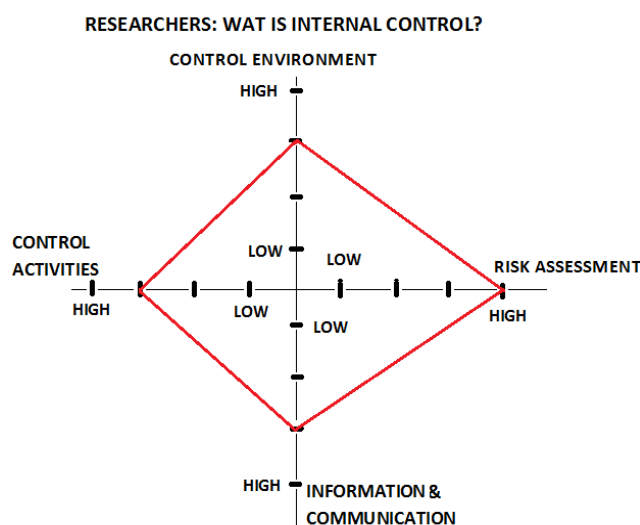 RESEARCHERS: WAT IS INTERNAL CONTROL?
CONTROL ENVIRONMENT
HIGH
CONTROL
ACTIVITIES
LOW
LOW
RISK ASSESSMENT
HIGH
LOW
LOW
HIGH
HIGH
INFORMATION &
COMMUNICATION